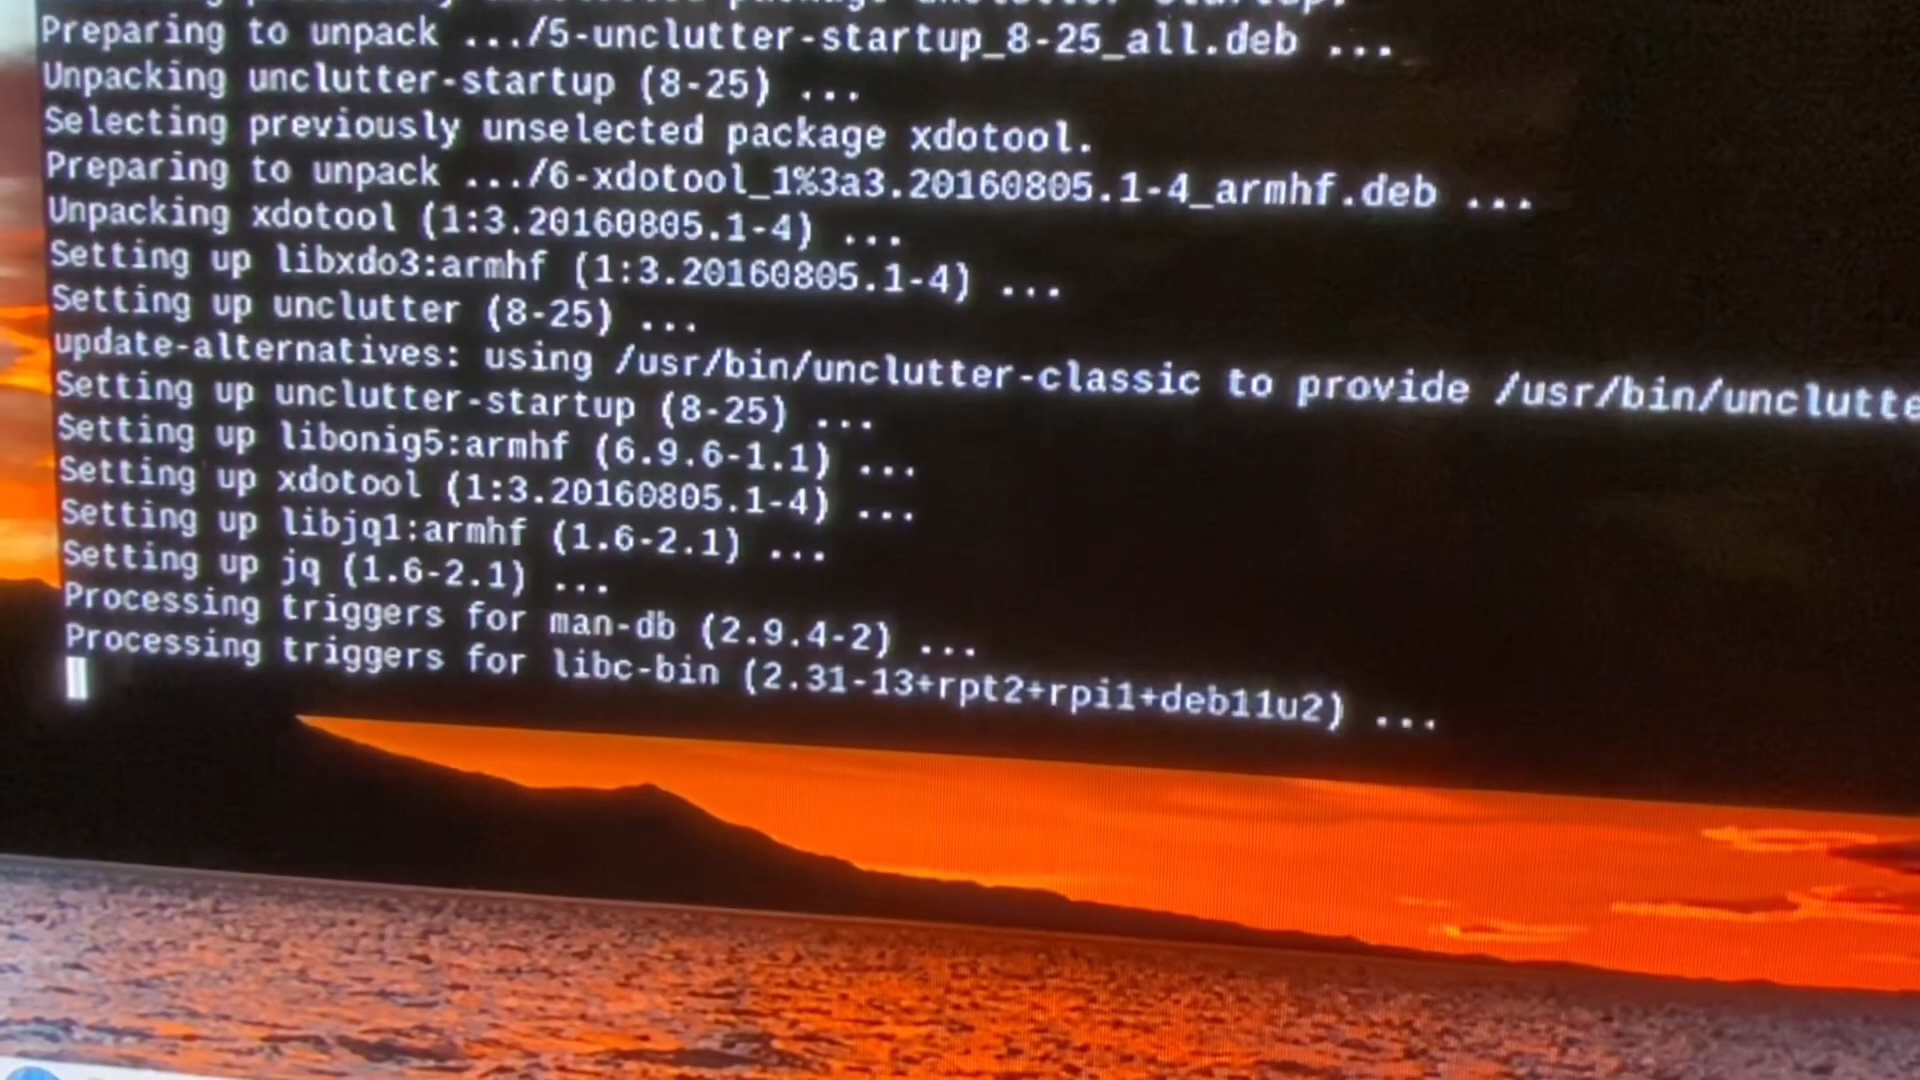 package unclutter-startup.
Preparing to unpack .../5-unclutter-startup_8-25_all.deb ...
Unpacking unclutter-startup (8-25) ...
Selecting previously unselected package xdotool.
Preparing to unpack .../6-xdotool_1%3a3.20160805.1-4_armhf.deb ...
Unpacking xdotool (1:3.20160805.1-4) ...
Setting up libxdo3:armhf (1:3.20160805.1-4) ...
Setting up unclutter (8-25) ...
update-alternatives: using /usr/bin/unclutter-classic to provide /usr/bin/unclutte
Setting up unclutter-startup (8-25) ...
Setting up libonig5:armhf (6.9.6-1.1) ...
Setting up xdotool (1:3.20160805.1-4) ...
Setting up libjq1:armhf (1.6-2.1) ...
Setting up jq (1.6-2.1) ...
Processing triggers for man-db (2.9.4-2) ...
Processing triggers for libc-bin (2.31-13+rpt2+rpi1+deb11u2) ...